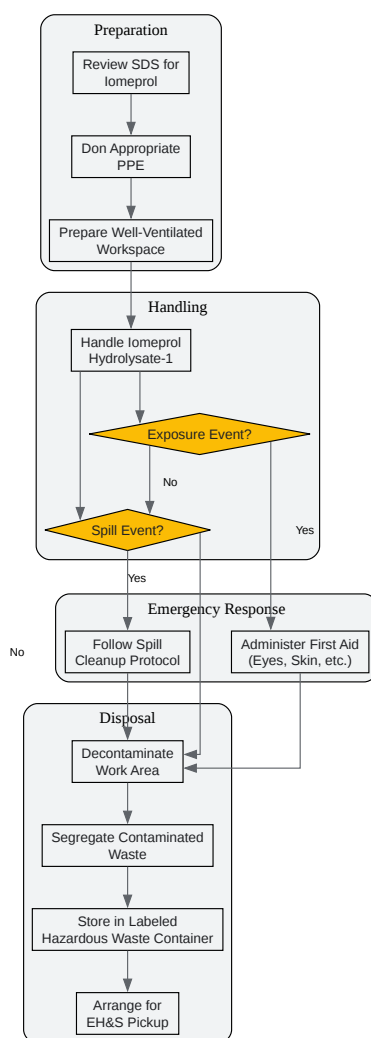 Preparation
Review SDS for
Iomeprol
Don Appropriate
PPE
Prepare Well-Ventilated
Workspace
Handling
Handle Iomeprol
Hydrolysate-1
Exposure Event?
No
Spill Event?
Yes
Yes
Emergency Response
No
Follow Spill
Cleanup Protocol
Administer First Aid
(Eyes, Skin, etc.)
Disposal
Decontaminate
Work Area
Segregate Contaminated
Waste
Store in Labeled
Hazardous Waste Container
Arrange for
EH&S Pickup